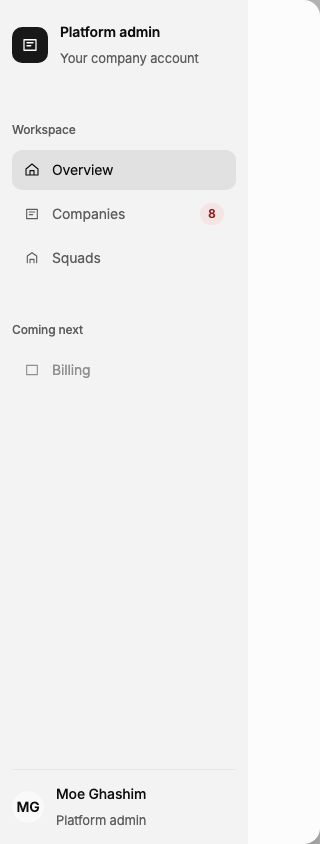 Platform admin
Your company account
Workspace
Overview
Companies 8
Squads
Coming next
Billing
MG
Moe Ghashim
Platform admin